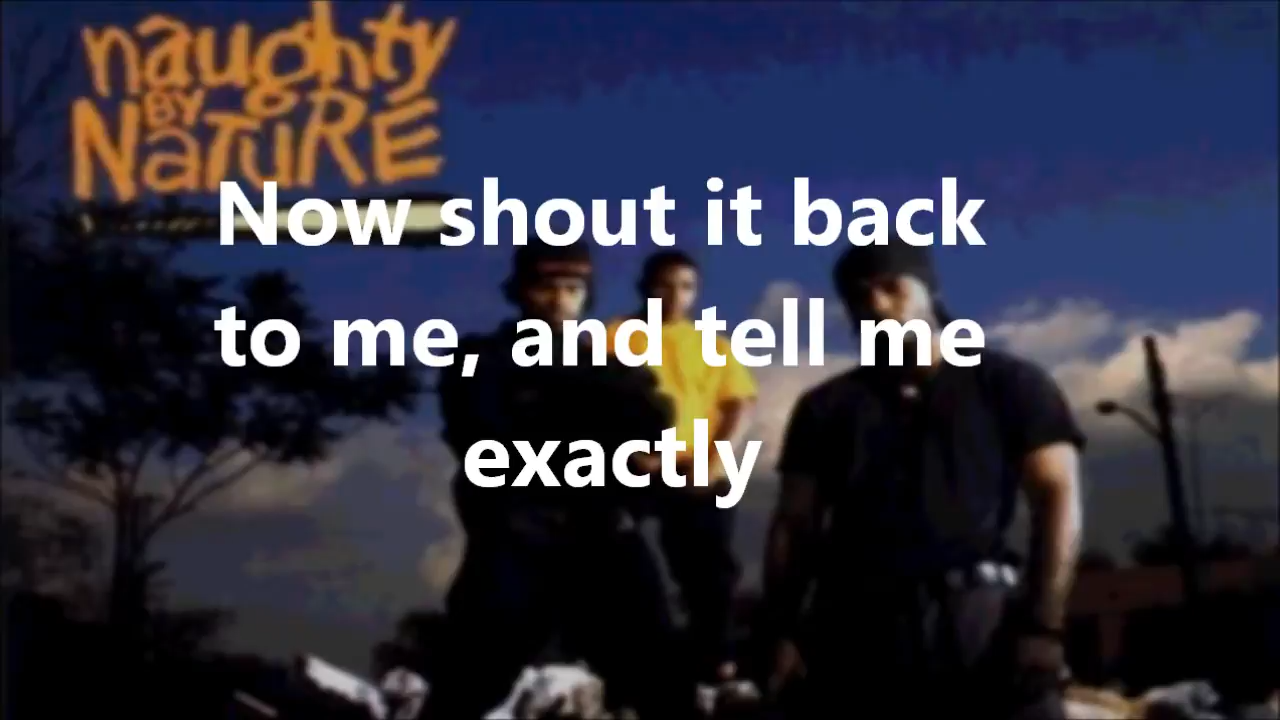 naughty
BY
NaTuRE
Now shout it back
to me, and tell me
exactly